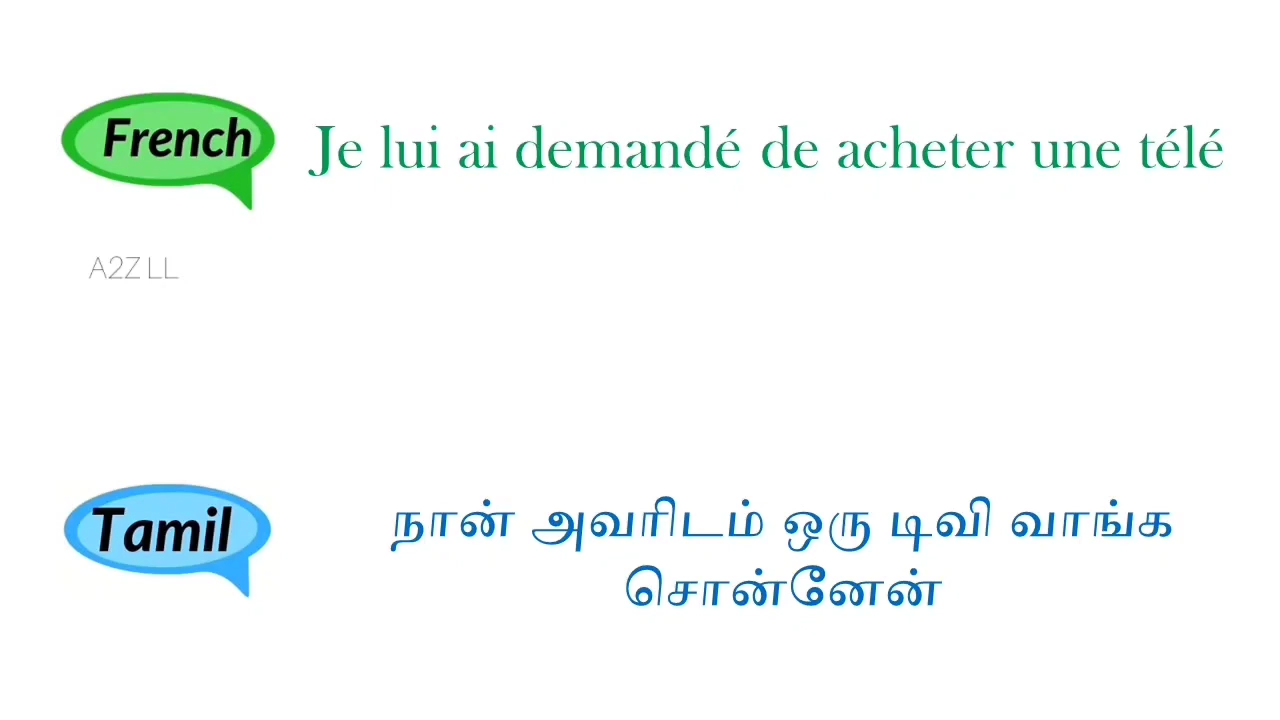 French
Je lui ai demandé de acheter une télé
A2Z LL
Tamil
நான் அவரிடம் ஒரு டிவி வாங்க
சொன்னேன்